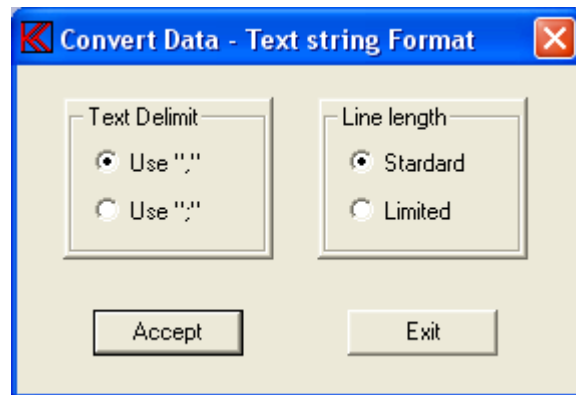 Convert Data - Text string Format
Text Delimit
Use ","
Use ";"
Line length
Stardard
Limited
Accept
Exit